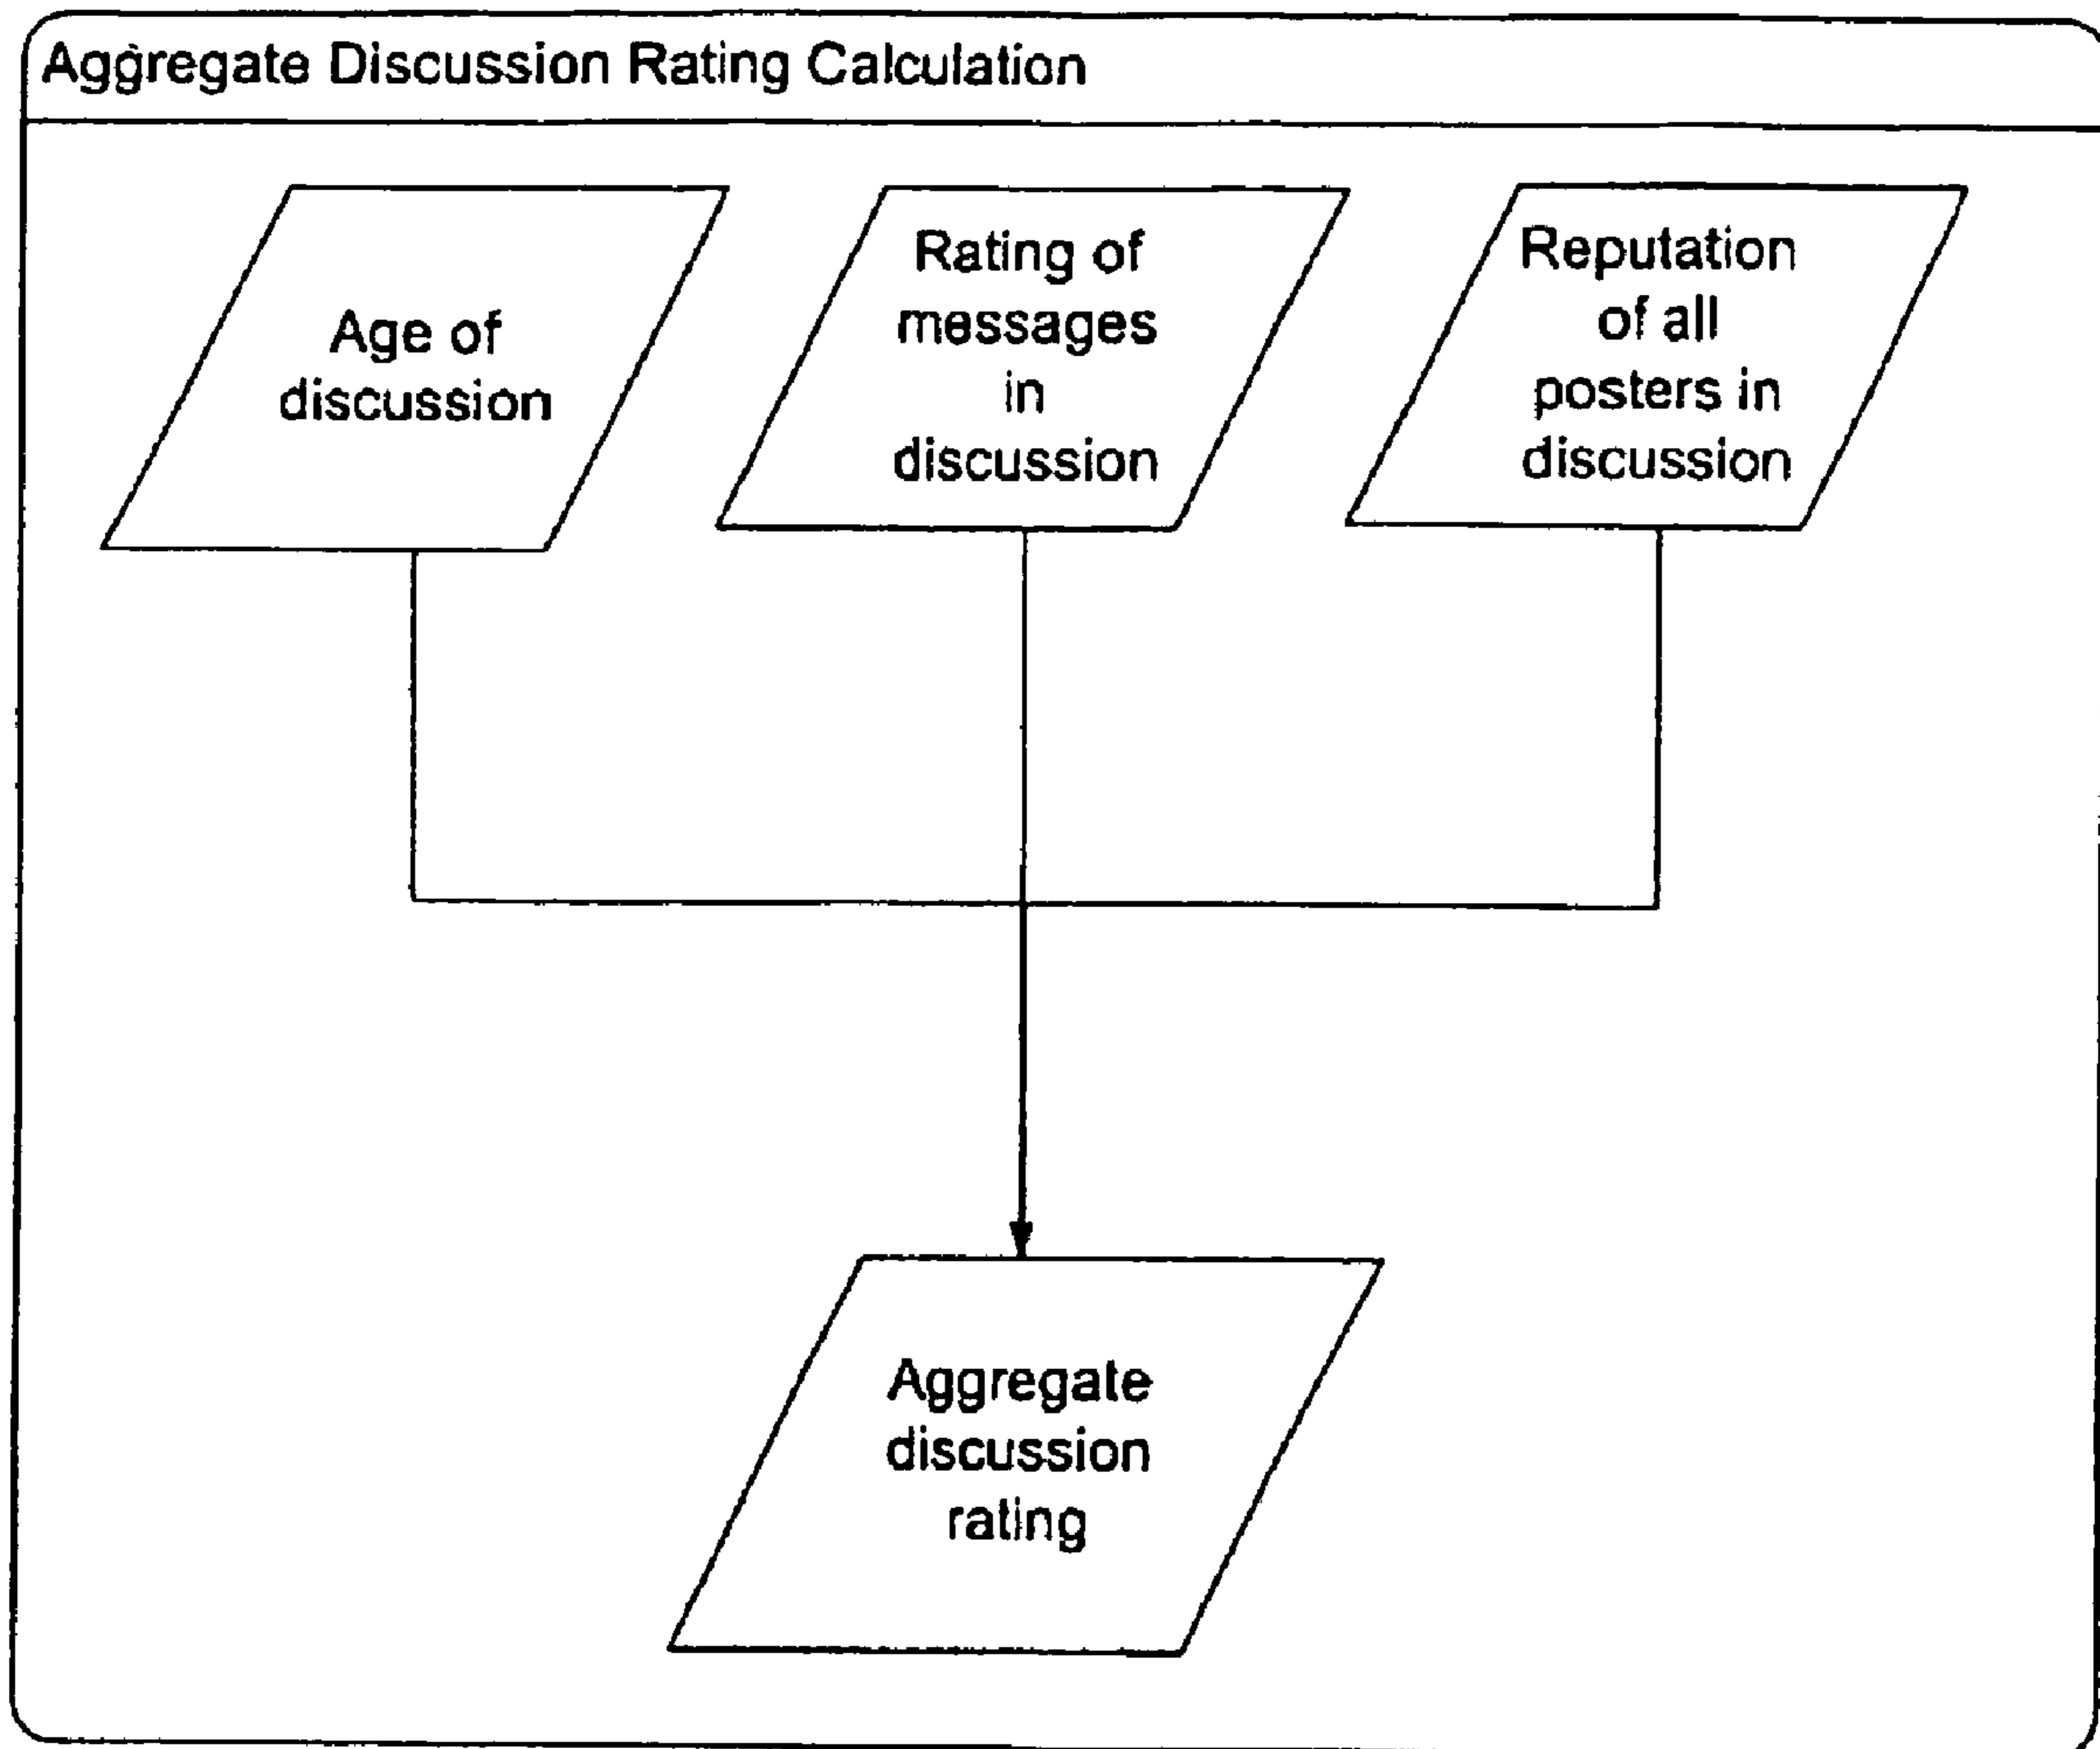 Aggregate Discussion Rating Calculation
Age of
discussion
Rating of
messages
in
discussion
Reputation
of all
posters in
discussion
Aggregate
discussion
rating